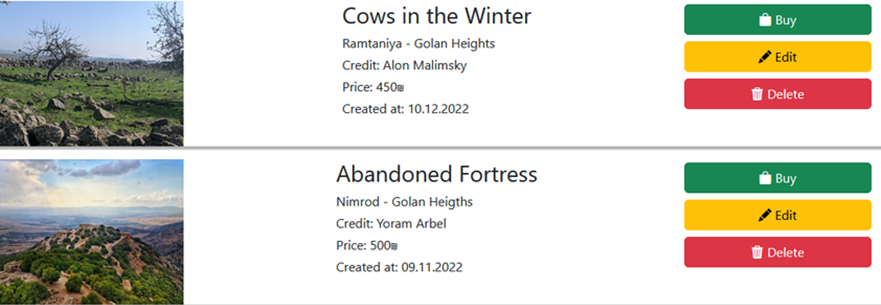 Cows in the Winter
Ramtaniya - Golan Heights
Credit: Alon Malimsky
Price: 450₪
Created at: 10.12.2022
Buy
Edit
Delete
Abandoned Fortress
Nimrod - Golan Heigths
Credit: Yoram Arbel
Price: 500₪
Created at: 09.11.2022
Buy
Edit
Delete